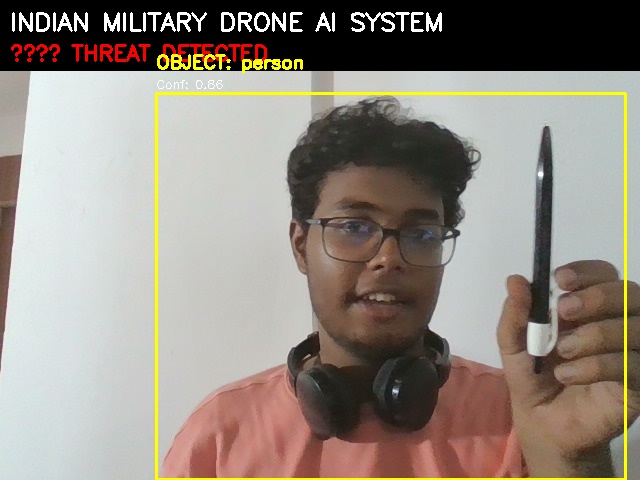 INDIAN MILITARY DRONE AI SYSTEM
???? THREAT DETECTED
OBJECT: person
Conf: 0.86